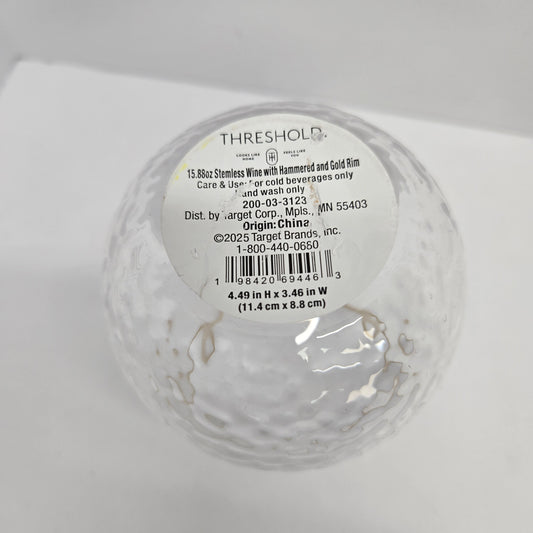 THRESHOLD.
LOOKS LIKE HOME FEELS LIKE YOU
15.88oz Stemless Wine with Hammered and Gold Rim
Care & Use: For cold beverages only
Hand wash only
200-03-3123
Dist. by Target Corp., Mpls., MN 55403
Origin: China
©2025 Target Brands, Inc.
1-800-440-0660
1 98420 69446 3
4.49 in H x 3.46 in W
(11.4 cm x 8.8 cm)